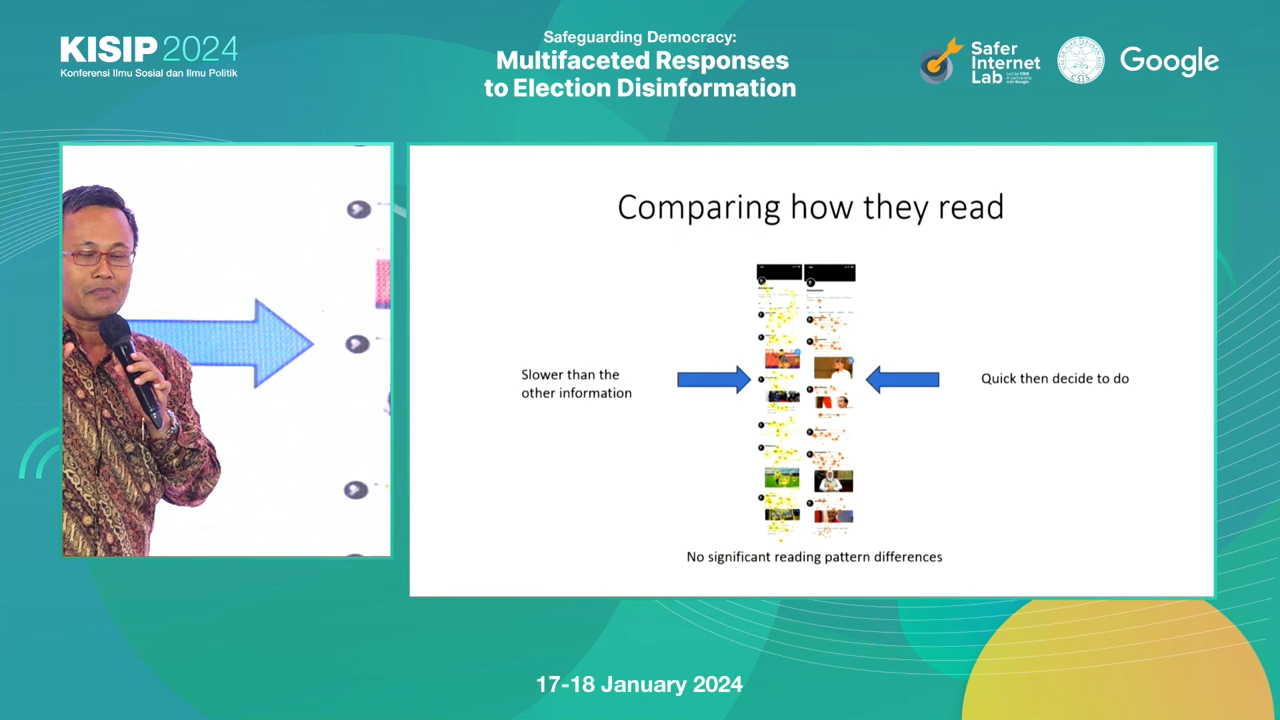 KISIP 2024
Konferensi Ilmu Sosial dan Ilmu Politik
Safeguarding Democracy:
Multifaceted Responses
to Election Disinformation
Safer
Internet
Lab
Google
Comparing how they read
Slower than the
other information
Quick then decide to do
No significant reading pattern differences
17-18 January 2024